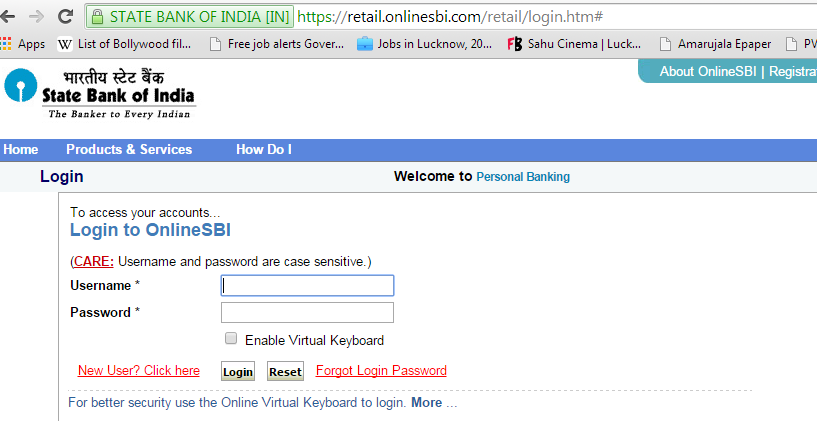 STATE BANK OF INDIA [IN] https://retail.onlinesbi.com/retail/login.htm#
Apps W List of Bollywood fil... Free job alerts Gover... Jobs in Lucknow, 20... FB Sahu Cinema | Luck... Amarujala Epaper PV
About OnlineSBI | Registra
भारतीय स्टेट बैंक
State Bank of India
The Banker to Every Indian
Home Products & Services How Do I
Login Welcome to Personal Banking
To access your accounts...
Login to OnlineSBI
(CARE: Username and password are case sensitive.)
Username *
Password *
Enable Virtual Keyboard
New User? Click here Login Reset Forgot Login Password
For better security use the Online Virtual Keyboard to login. More ...